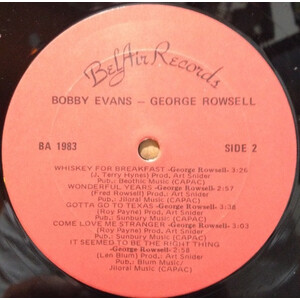 BelAir Records
BOBBY EVANS — GEORGE ROWSELL
BA 1983 SIDE 2
WHISKEY FOR BREAKFAST -George Rowsell- 3:26
(J. Terry Hynes) Prod. Art Snider
Pub.: Beothic Music (CAPAC)
WONDERFUL YEARS -George Rowsell- 2:57
(Fred Rowsell) Prod. Art Snider
Pub.: Jiloral Music (CAPAC)
GOTTA GO TO TEXAS -George Rowsell- 3:38
(Roy Payne) Prod. Art Snider
Pub.: Sunbury Music (CAPAC)
COME LOVE ME STRANGER -George Rowsell- 3:03
(Roy Payne) Prod. Art Snider
Pub.: Sunbury Music (CAPAC)
IT SEEMED TO BE THE RIGHT THING
-George Rowsell- 2:58
(Len Blum) Prod.: Art Snider
Pub.: Blum Music/
Jiloral Music (CAPAC)